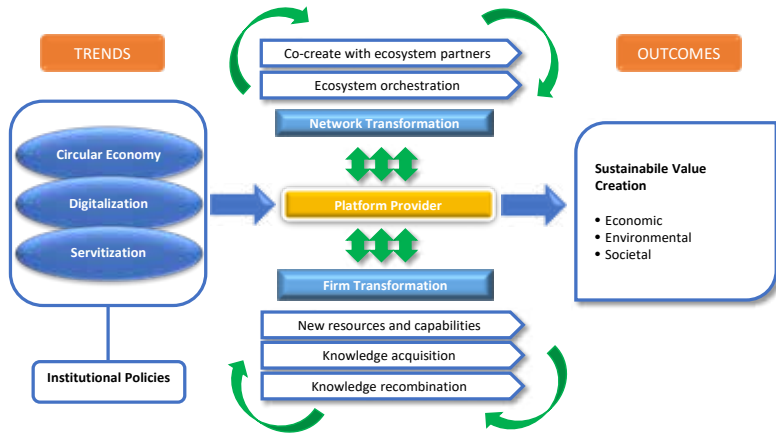 TRENDS
Circular Economy
Digitalization
Servitization
Institutional Policies
Co-create with ecosystem partners
Ecosystem orchestration
Network Transformation
Platform Provider
Firm Transformation
New resources and capabilities
Knowledge acquisition
Knowledge recombination
OUTCOMES
Sustainabile Value
Creation
• Economic
• Environmental
• Societal